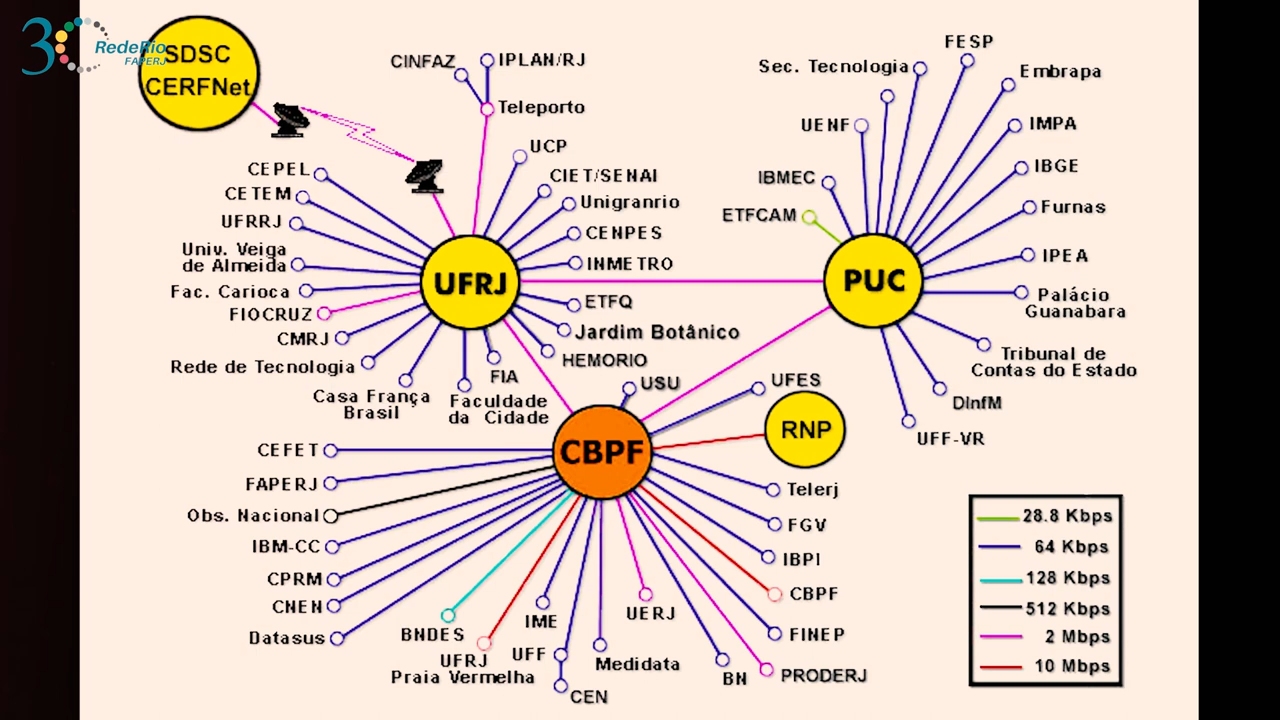 30
RedeRio
FAPERJ
SDSC
CERFNet
CINFAZ
IPLAN/RJ
Teleporto
UCP
CIET/SENAI
Unigranrio
CENPES
INMETRO
ETFQ
Jardim Botânico
HEMORIO
FIA
Faculdade
da Cidade
Casa França
Brasil
Rede de Tecnologia
CMRJ
FIOCRUZ
Fac. Carioca
Univ. Veiga
de Almeida
UFRRJ
CETEM
CEPEL
UFRJ
PUC
ETFCAM
IBMEC
UENF
Sec. Tecnologia
FESP
Embrapa
IMPA
IBGE
Furnas
IPEA
Palácio
Guanabara
Tribunal de
Contas do Estado
DInfM
UFF-VR
CBPF
USU
UFES
RNP
Telerj
FGV
IBPI
CBPF
FINEP
PRODERJ
BN
UERJ
Medidata
CEN
UFF
IME
UFRJ
Praia Vermelha
BNDES
Datasus
CNEN
CPRM
IBM-CC
Obs. Nacional
FAPERJ
CEFET
28.8 Kbps
64 Kbps
128 Kbps
512 Kbps
2 Mbps
10 Mbps